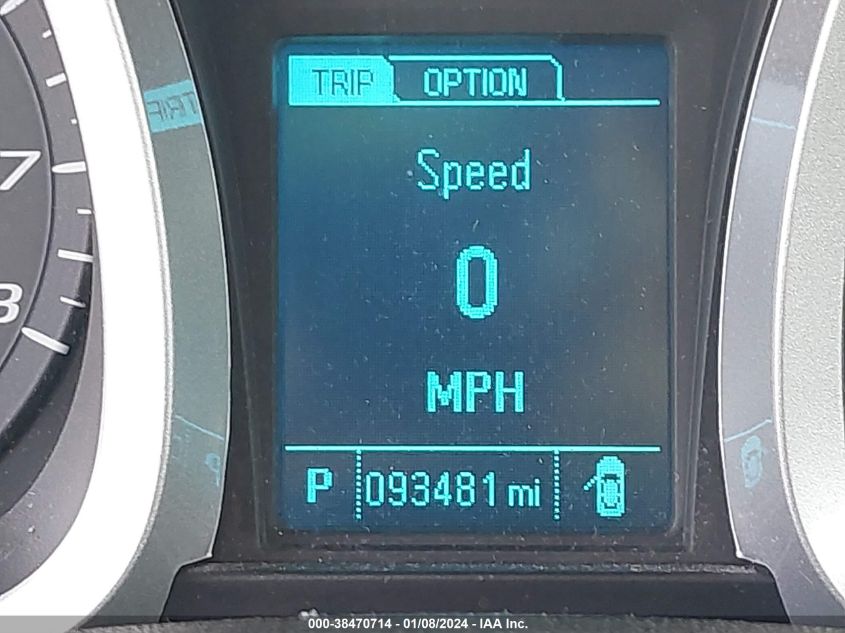 TRIP OPTION
Speed
0
MPH
P 093481 mi
7
8
000-38470714 - 01/08/2024 - IAA Inc.